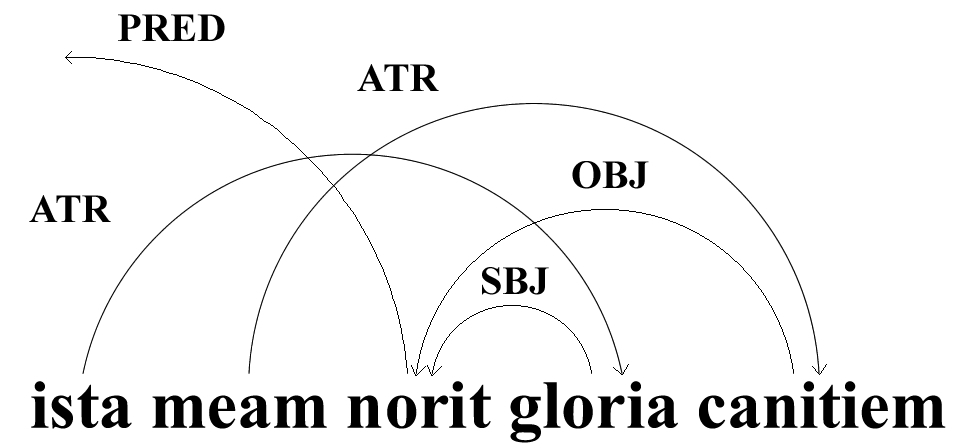 PRED
ATR
OBJ
ATR
SBJ
ista meam norit gloria canitiem